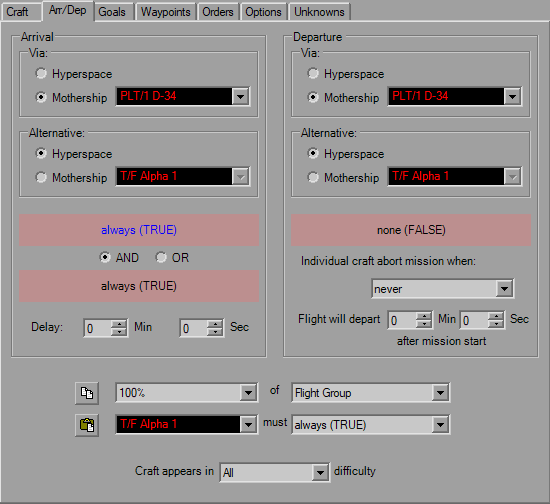 Craft Arr/Dep Goals Waypoints Orders Options Unknowns
Arrival
Via:
Hyperspace
Mothership PLT/1 D-34
Alternative:
Hyperspace
Mothership T/F Alpha 1
always (TRUE)
AND OR
always (TRUE)
Delay: 0 Min 0 Sec
Departure
Via:
Hyperspace
Mothership PLT/1 D-34
Alternative:
Hyperspace
Mothership T/F Alpha 1
none (FALSE)
Individual craft abort mission when:
never
Flight will depart 0 Min 0 Sec
after mission start
100% of Flight Group
T/F Alpha 1 must always (TRUE)
Craft appears in All difficulty